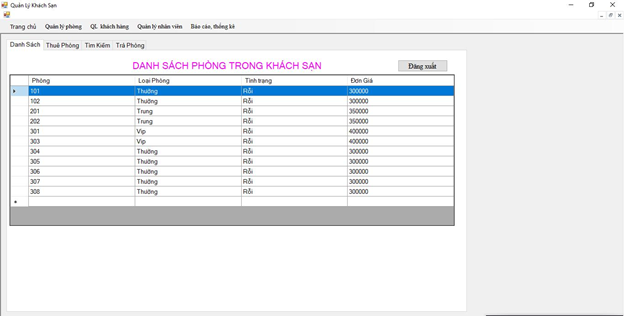 Quản Lý Khách Sạn
Trang chủ Quản lý phòng QL khách hàng Quản lý nhân viên Báo cáo, thống kê
Danh Sách Thuê Phòng Tìm Kiếm Trả Phòng
DANH SÁCH PHÒNG TRONG KHÁCH SẠN Đăng xuất
Phòng Loại Phòng Tình trạng Đơn Giá
101 Thường Rỗi 300000
102 Thường Rỗi 300000
201 Trung Rỗi 350000
202 Trung Rỗi 350000
301 Vip Rỗi 400000
303 Vip Rỗi 400000
304 Thường Rỗi 300000
305 Thường Rỗi 300000
306 Thường Rỗi 300000
307 Thường Rỗi 300000
308 Thường Rỗi 300000